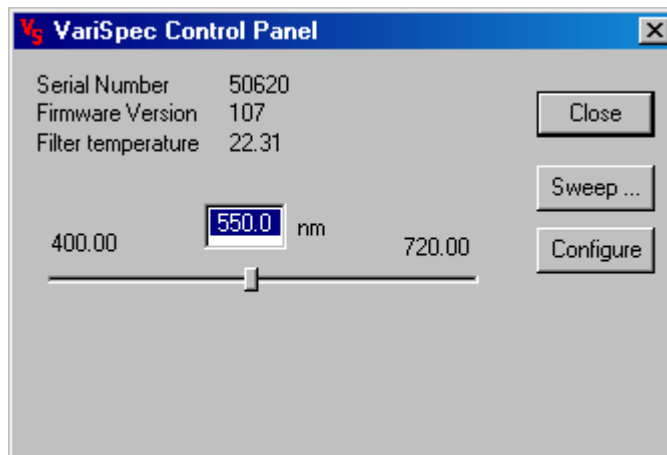 VS VariSpec Control Panel
Serial Number 50620
Firmware Version 107
Filter temperature 22.31
Close
Sweep ...
550.0 nm
400.00 720.00
Configure